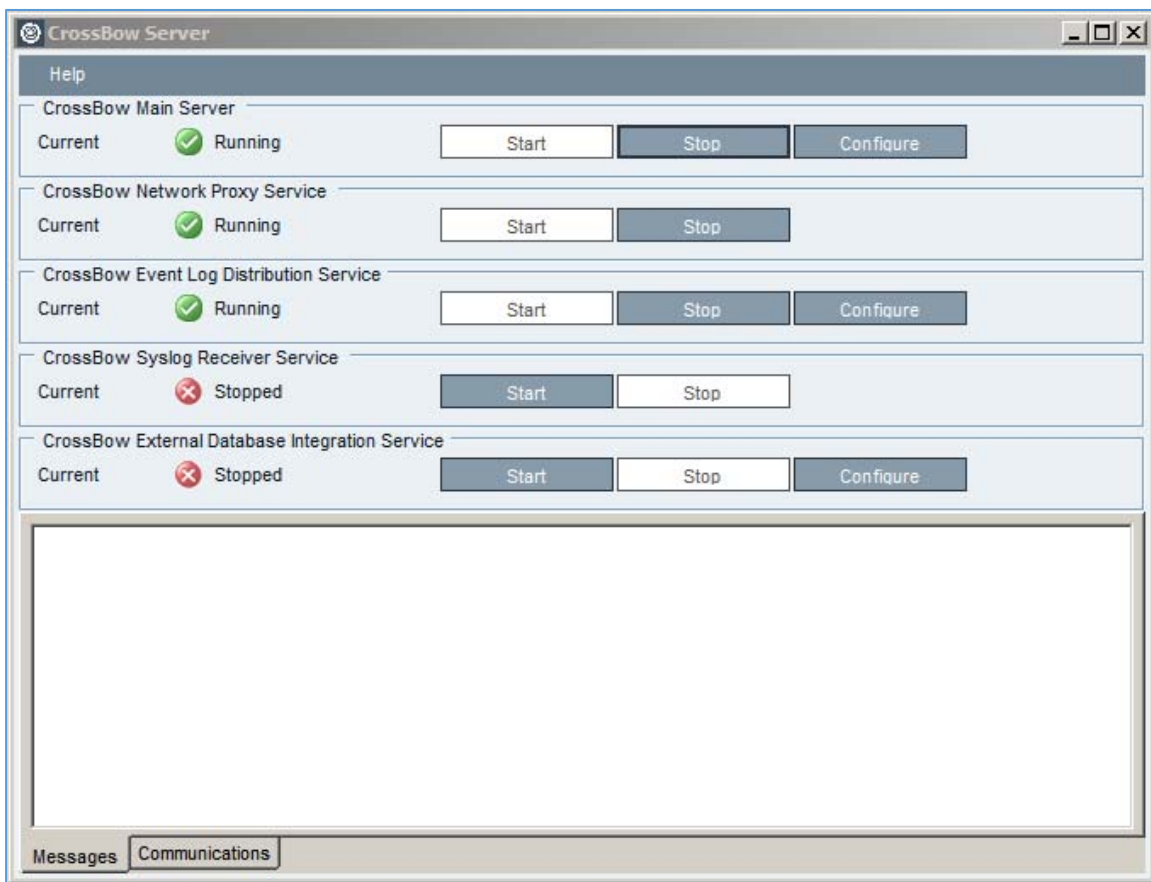 CrossBow Server
Help
CrossBow Main Server
Current Running Start Stop Configure
CrossBow Network Proxy Service
Current Running Start Stop
CrossBow Event Log Distribution Service
Current Running Start Stop Configure
CrossBow Syslog Receiver Service
Current Stopped Start Stop
CrossBow External Database Integration Service
Current Stopped Start Stop Configure
Messages Communications